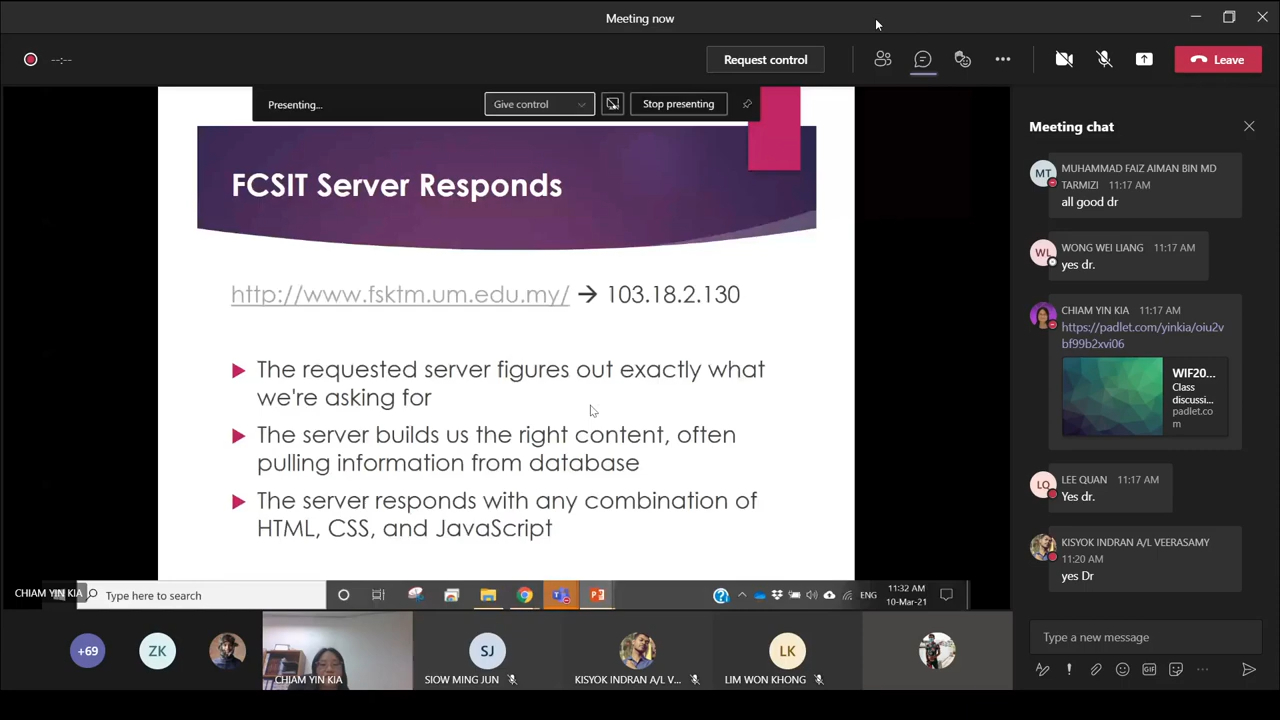 Meeting now
--:--
Request control
Leave
Presenting...
Give control
Stop presenting
FCSIT Server Responds
http://www.fsktm.um.edu.my/ → 103.18.2.130
The requested server figures out exactly what
we're asking for
The server builds us the right content, often
pulling information from database
The server responds with any combination of
HTML, CSS, and JavaScript
CHIAM YIN KIA
Type here to search
ENG
11:32 AM
10-Mar-21
+69
ZK
CHIAM YIN KIA
SJ
SIOW MING JUN
KISYOK INDRAN A/L V...
LK
LIM WON KHONG
Meeting chat
MT
MUHAMMAD FAIZ AIMAN BIN MD
TARMIZI 11:17 AM
all good dr
WL
WONG WEI LIANG 11:17 AM
yes dr.
CHIAM YIN KIA 11:17 AM
https://padlet.com/yinkia/oiu2v
bf99b2xvi06
WIF20...
Class
discussi...
padlet.co
m
LQ
LEE QUAN 11:17 AM
Yes dr.
KISYOK INDRAN A/L VEERASAMY
11:20 AM
yes Dr
Type a new message
GIF